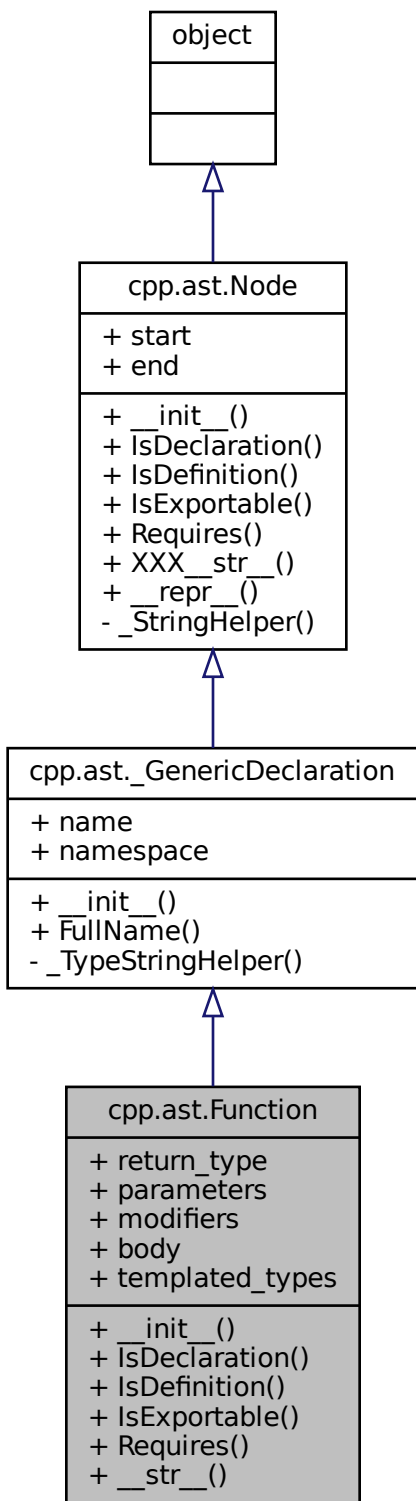 object
cpp.ast.Node
+ start
+ end
+ __init__()
+ IsDeclaration()
+ IsDefinition()
+ IsExportable()
+ Requires()
+ XXX__str__()
+ __repr__()
- _StringHelper()
cpp.ast._GenericDeclaration
+ name
+ namespace
+ __init__()
+ FullName()
- _TypeStringHelper()
cpp.ast.Function
+ return_type
+ parameters
+ modifiers
+ body
+ templated_types
+ __init__()
+ IsDeclaration()
+ IsDefinition()
+ IsExportable()
+ Requires()
+ __str__()